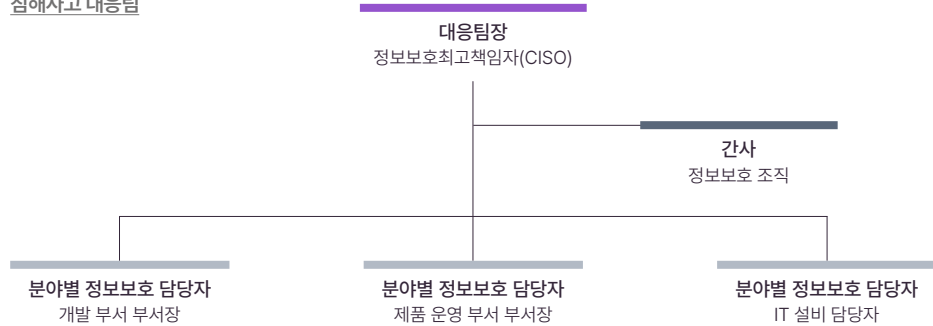 침해사고 대응팀
대응팀장
정보보호최고책임자(CISO)
간사
정보보호 조직
분야별 정보보호 담당자
개발 부서 부서장
분야별 정보보호 담당자
제품 운영 부서 부서장
분야별 정보보호 담당자
IT 설비 담당자